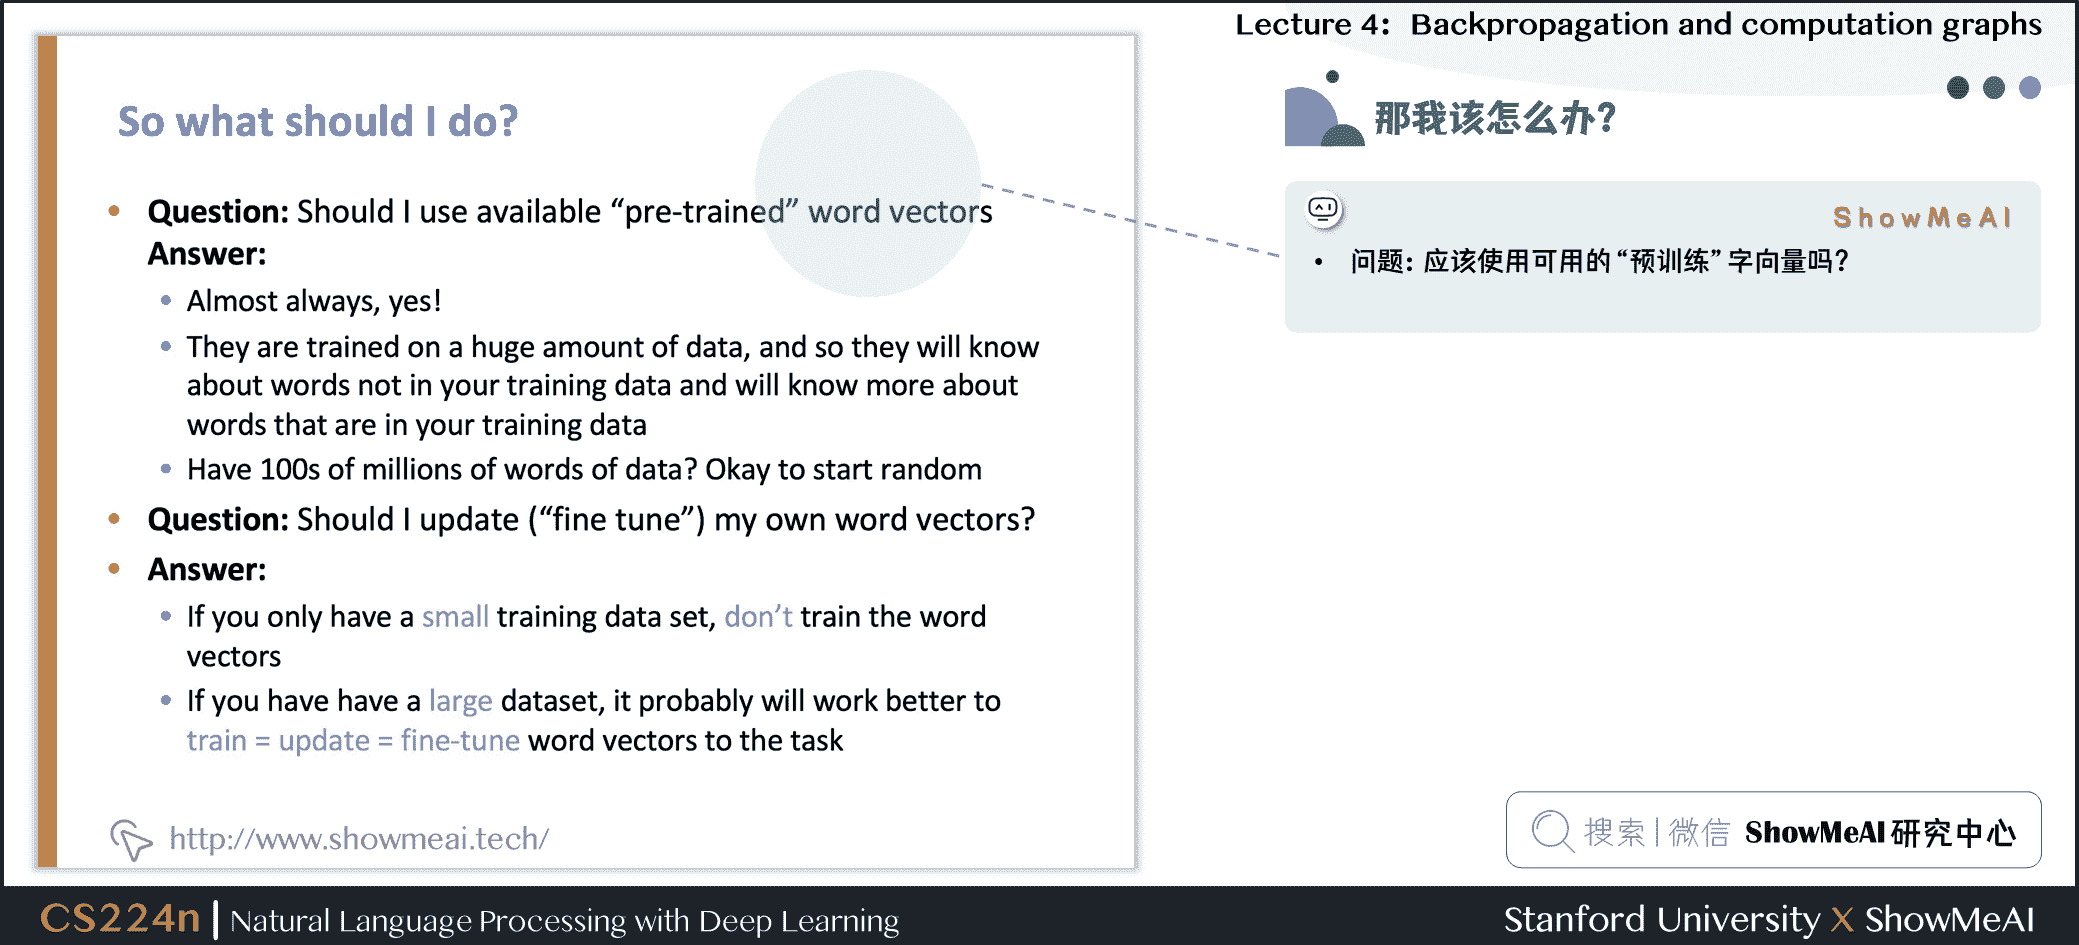 Lecture 4: Backpropagation and computation graphs
So what should I do?
• Question: Should I use available “pre-trained” word vectors
Answer:
• Almost always, yes!
• They are trained on a huge amount of data, and so they will know
about words not in your training data and will know more about
words that are in your training data
• Have 100s of millions of words of data? Okay to start random
• Question: Should I update (“fine tune”) my own word vectors?
• Answer:
• If you only have a small training data set, don’t train the word
vectors
• If you have have a large dataset, it probably will work better to
train = update = fine-tune word vectors to the task
http://www.showmeai.tech/
那我该怎么办?
ShowMeAI
• 问题: 应该使用可用的“预训练”字向量吗?
搜索 | 微信 ShowMeAI 研究中心
CS224n | Natural Language Processing with Deep Learning
Stanford University X ShowMeAI